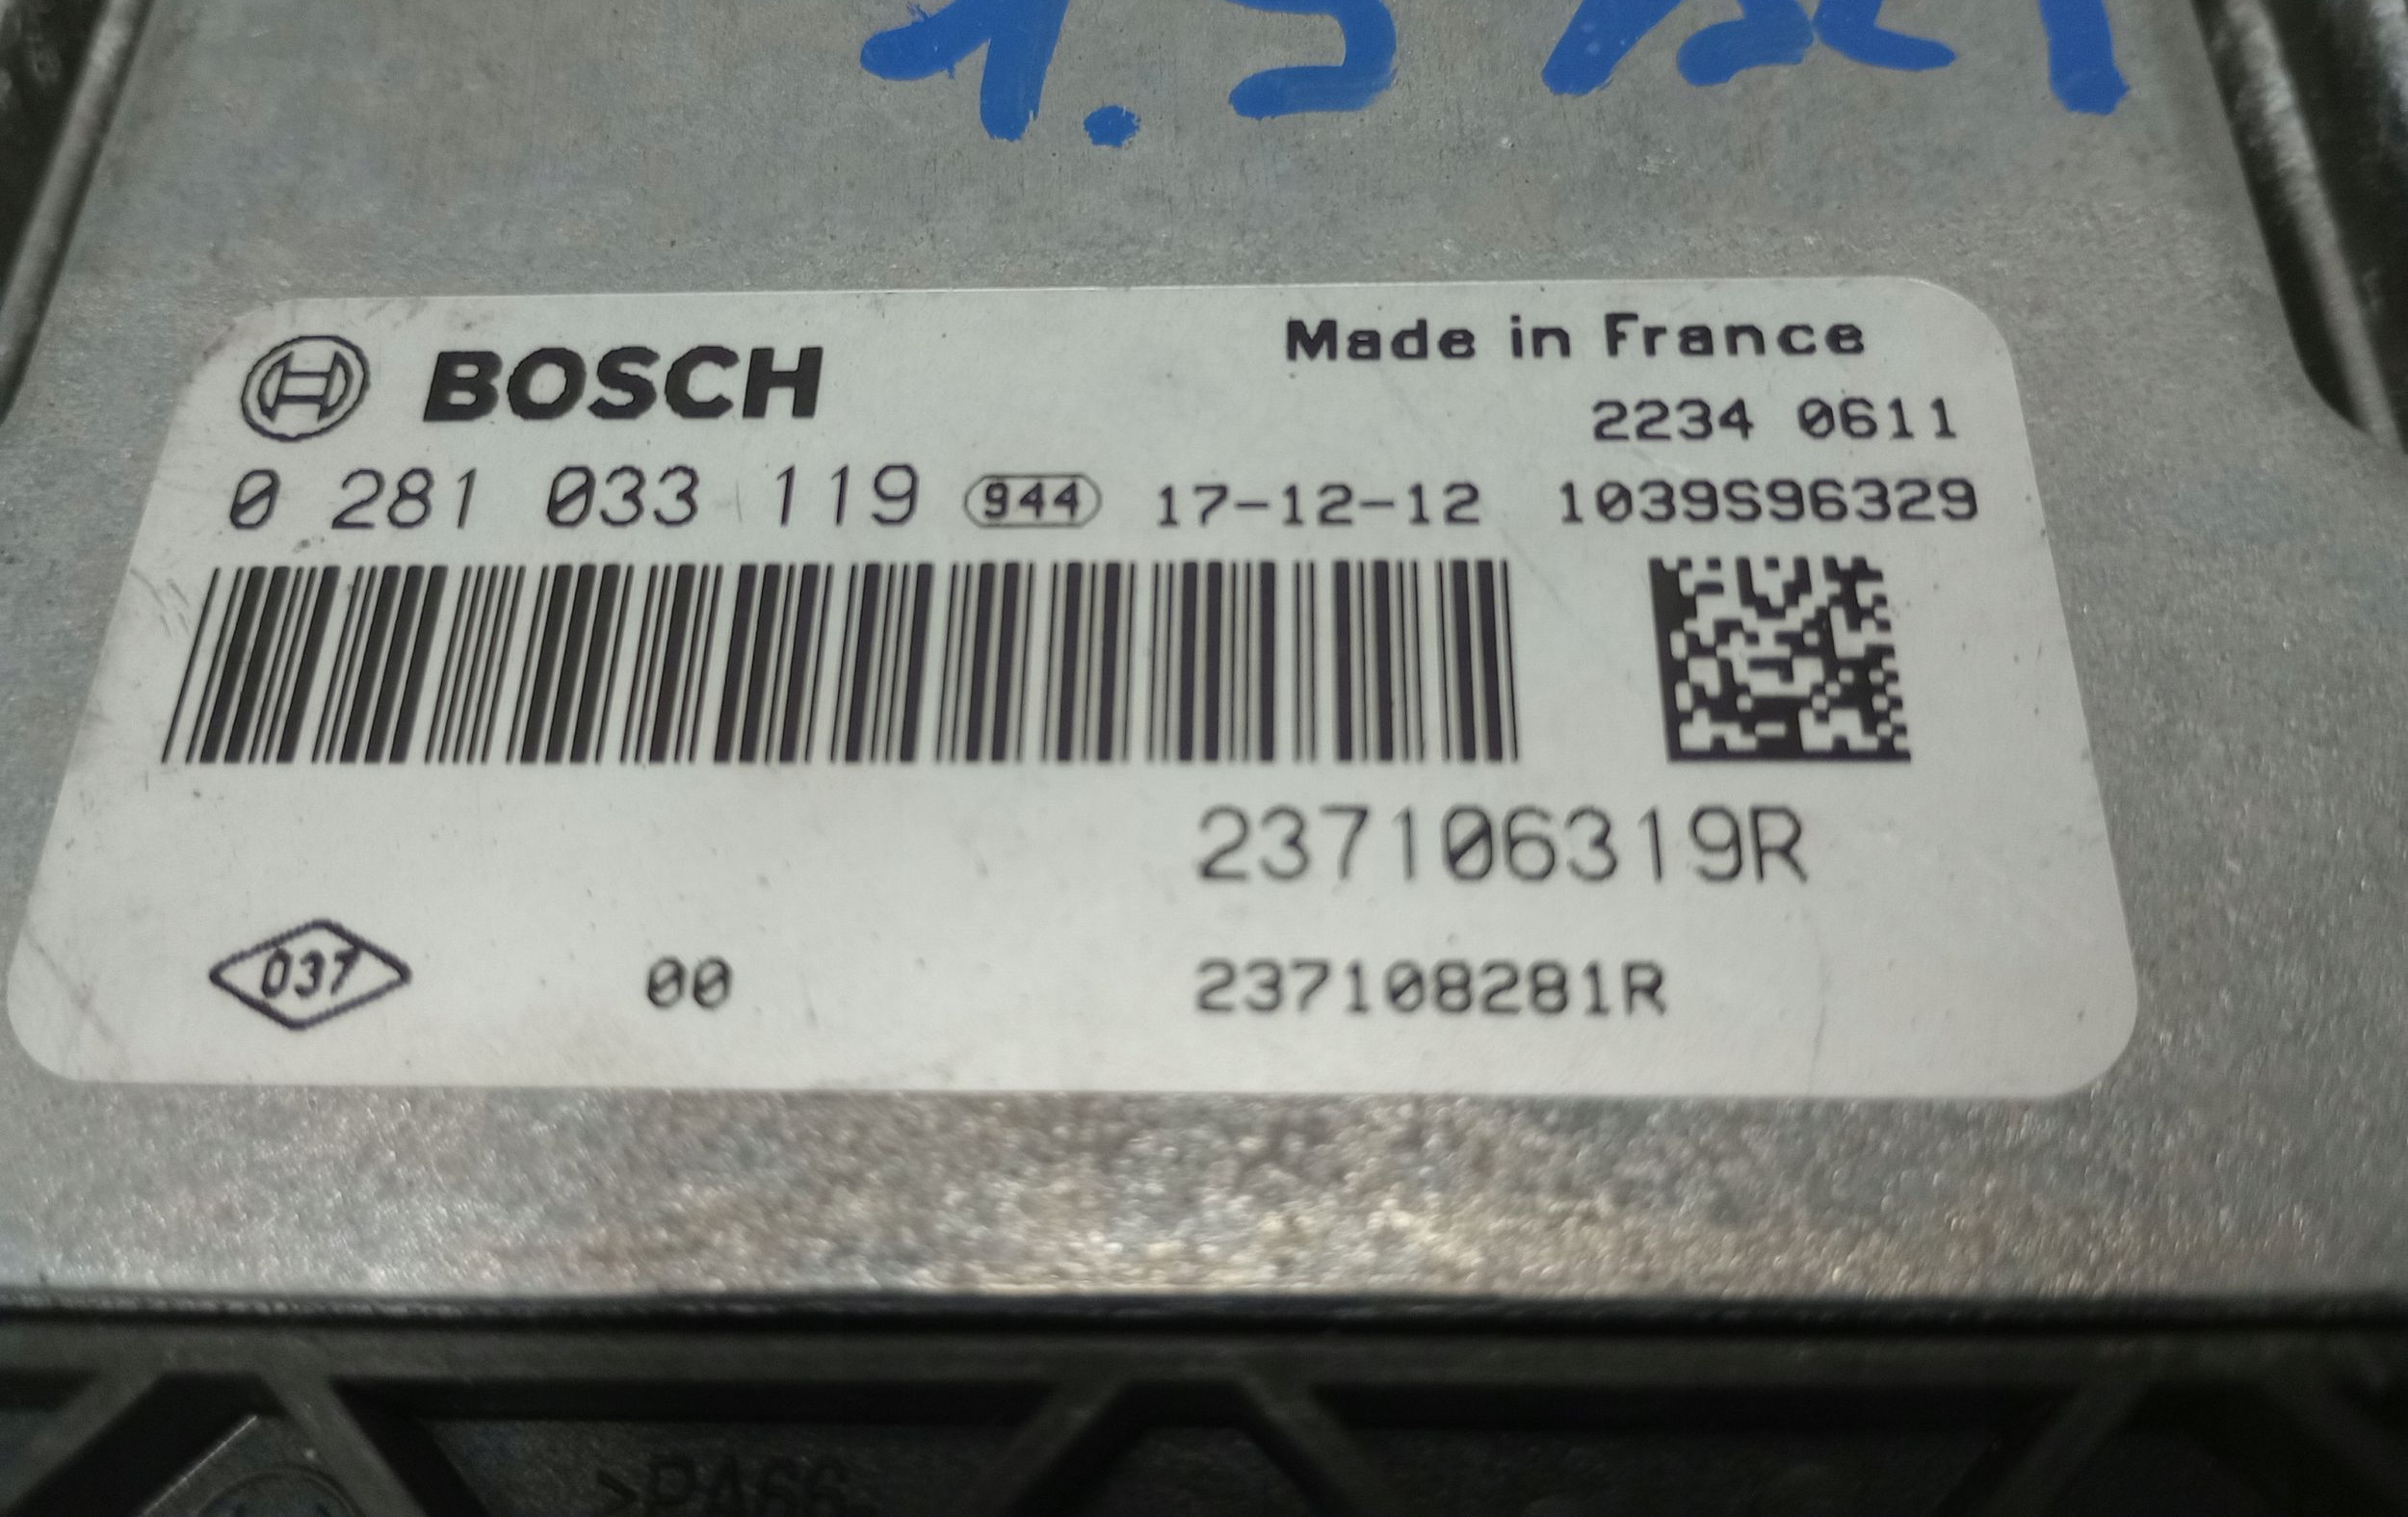 BOSCH
Made in France
2234 0611
0 281 033 119 944 17-12-12 1039S96329
237106319R
037 00 237108281R
>PA66